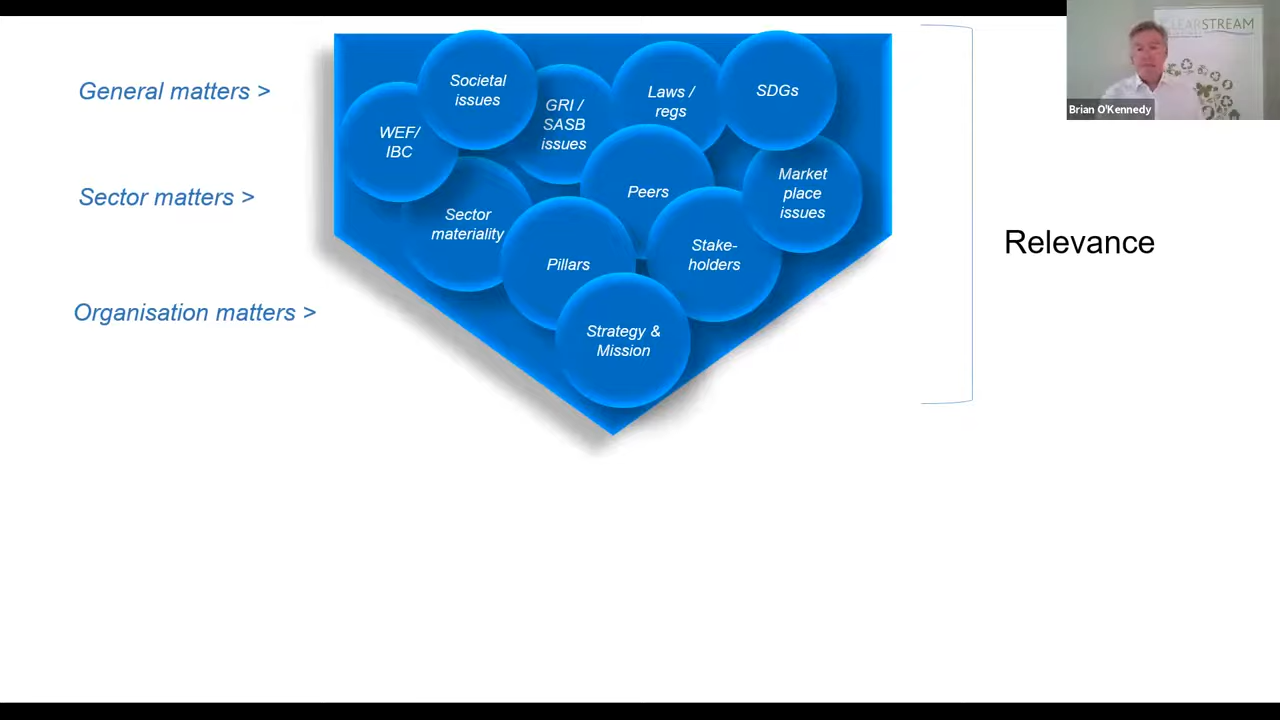 General matters >
Sector matters >
Organisation matters >
Societal
issues
WEF/
IBC
GRI /
SASB
issues
Laws /
regs
SDGs
Peers
Market
place
issues
Sector
materiality
Pillars
Stake-
holders
Strategy &
Mission
Relevance
CLEARSTREAM
Brian O'Kennedy